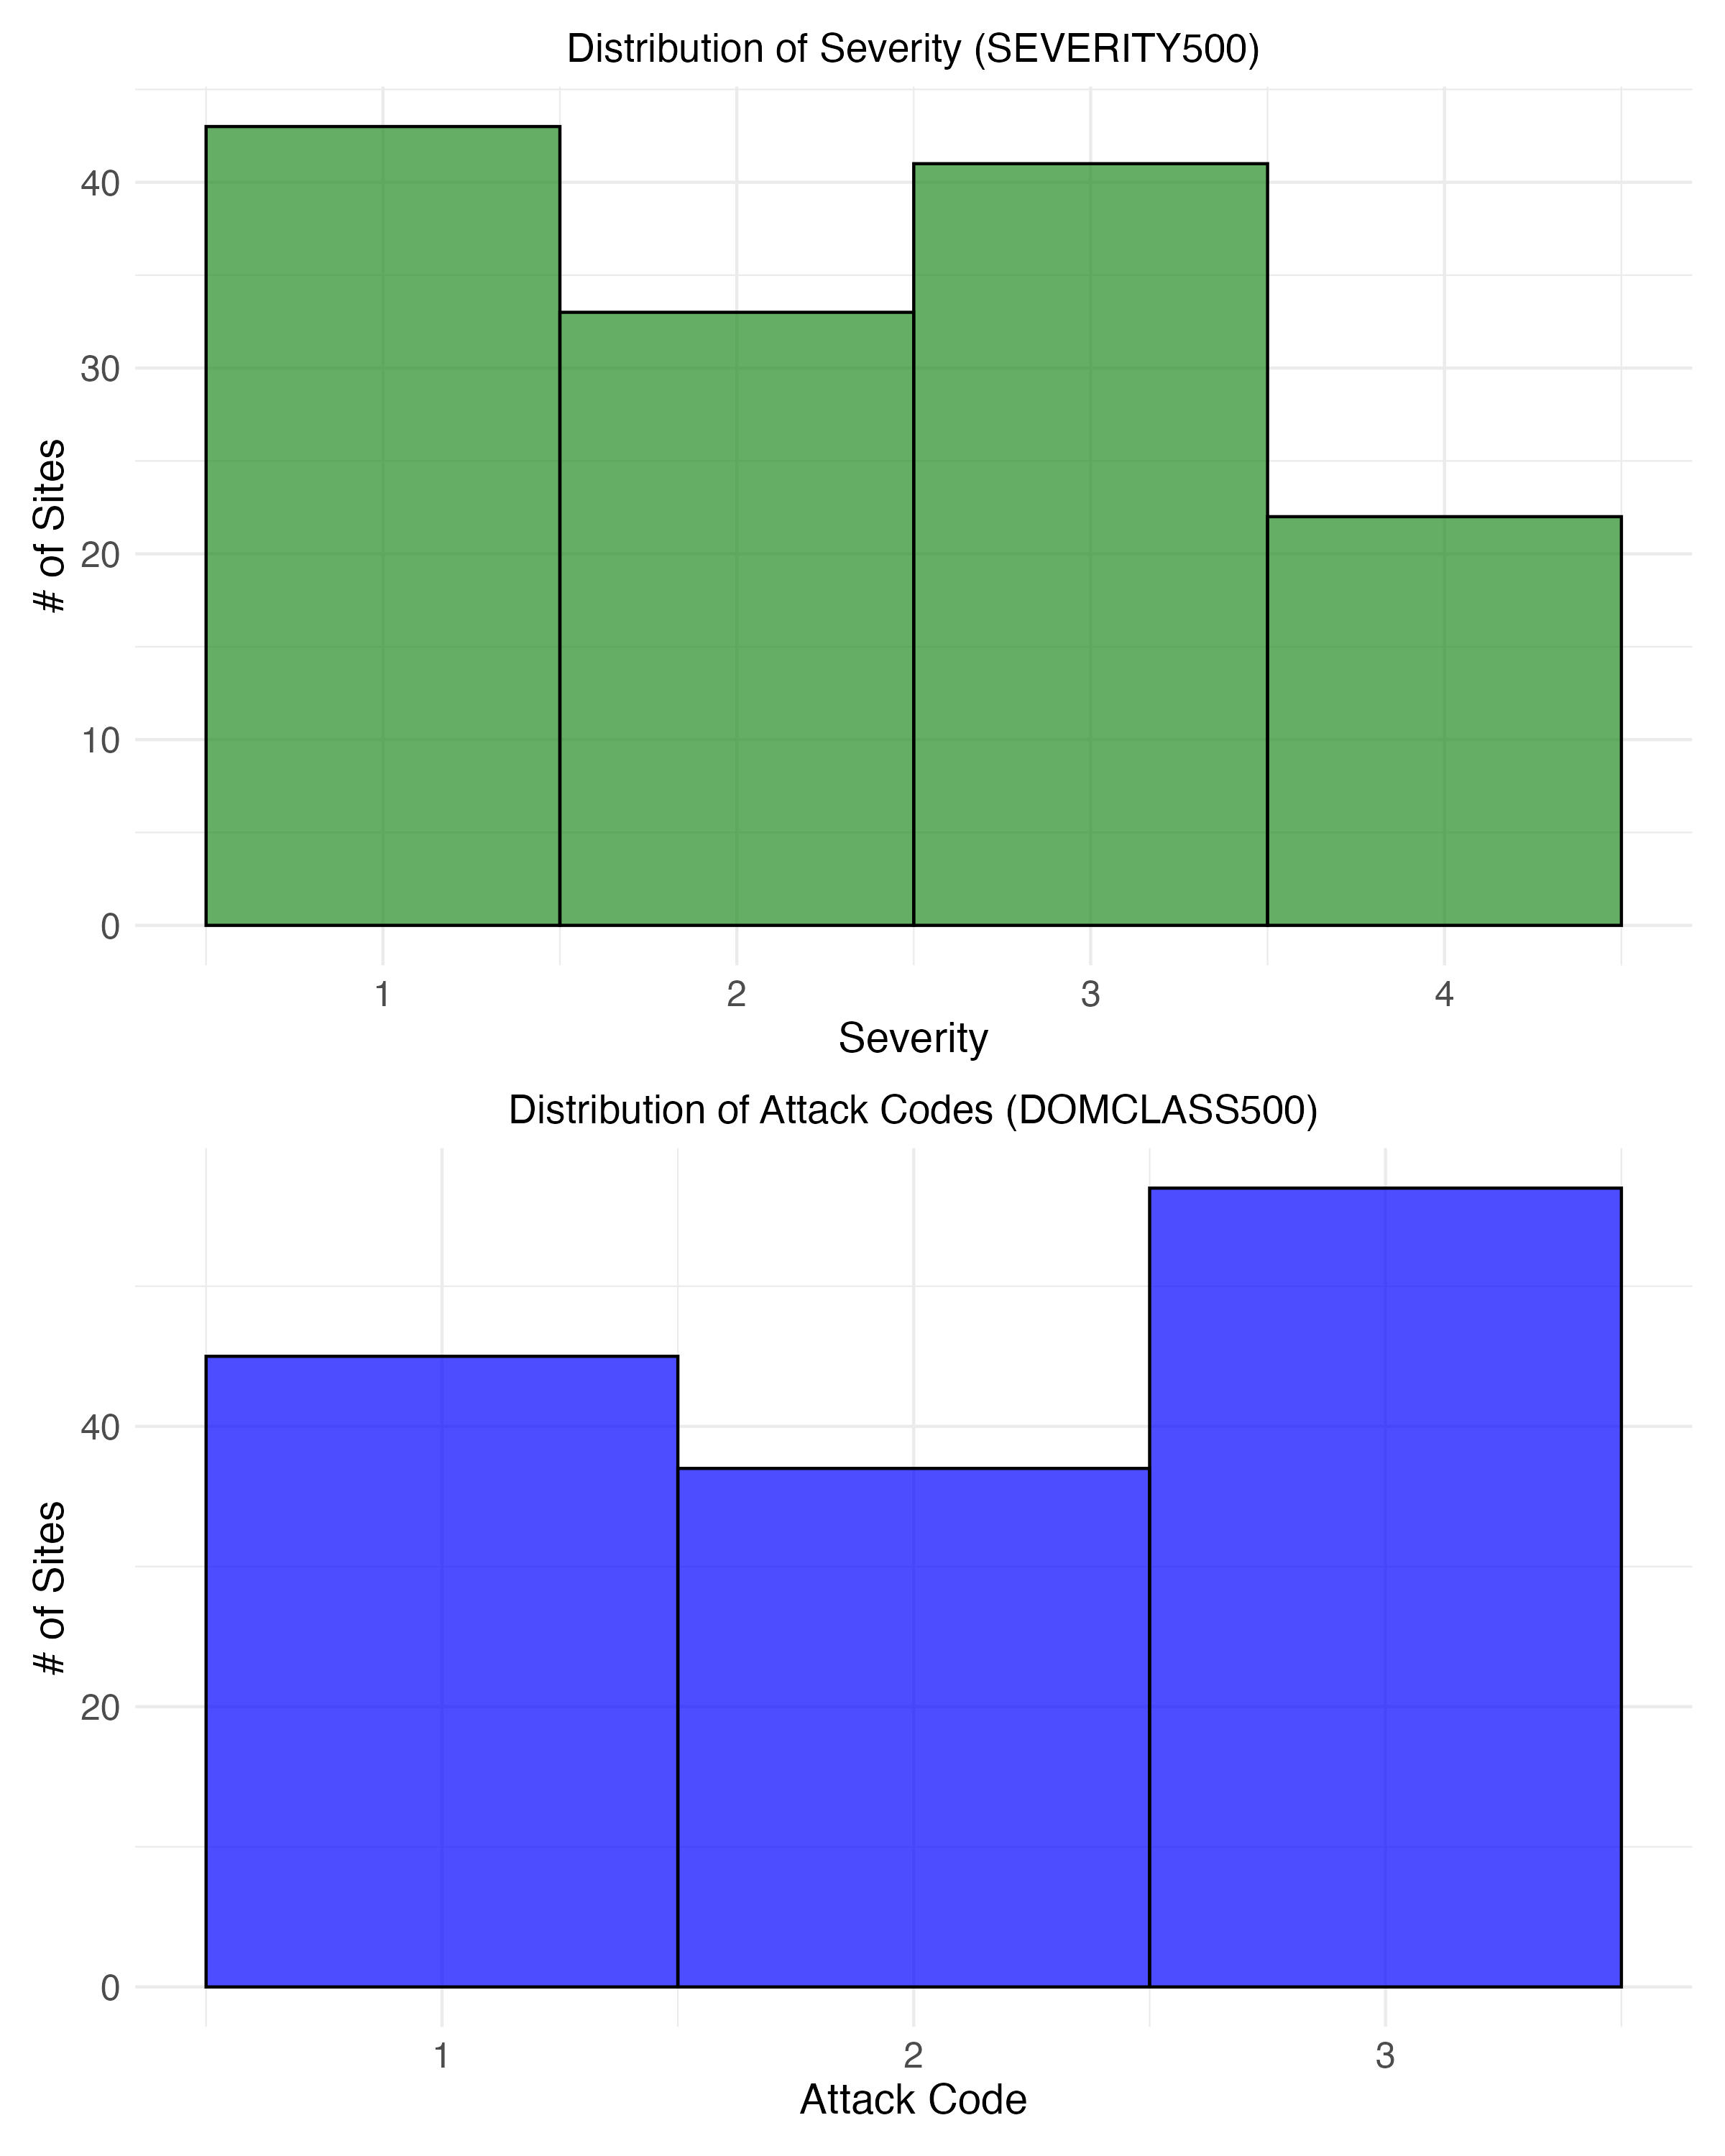 Distribution of Severity (SEVERITY500)
# of Sites
40
30
20
10
0
1 2 3 4
Severity
Distribution of Attack Codes (DOMCLASS500)
# of Sites
40
20
0
1 2 3
Attack Code